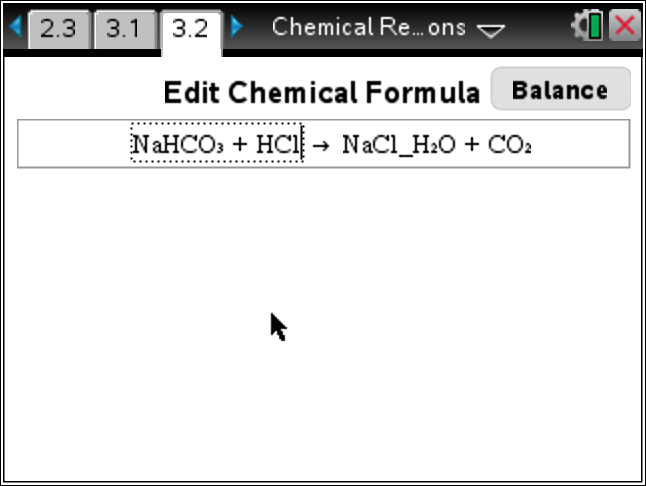 2.3 3.1 3.2 Chemical Re…ons
Edit Chemical Formula Balance
NaHCO₃ + HCl → NaCl_H₂O + CO₂